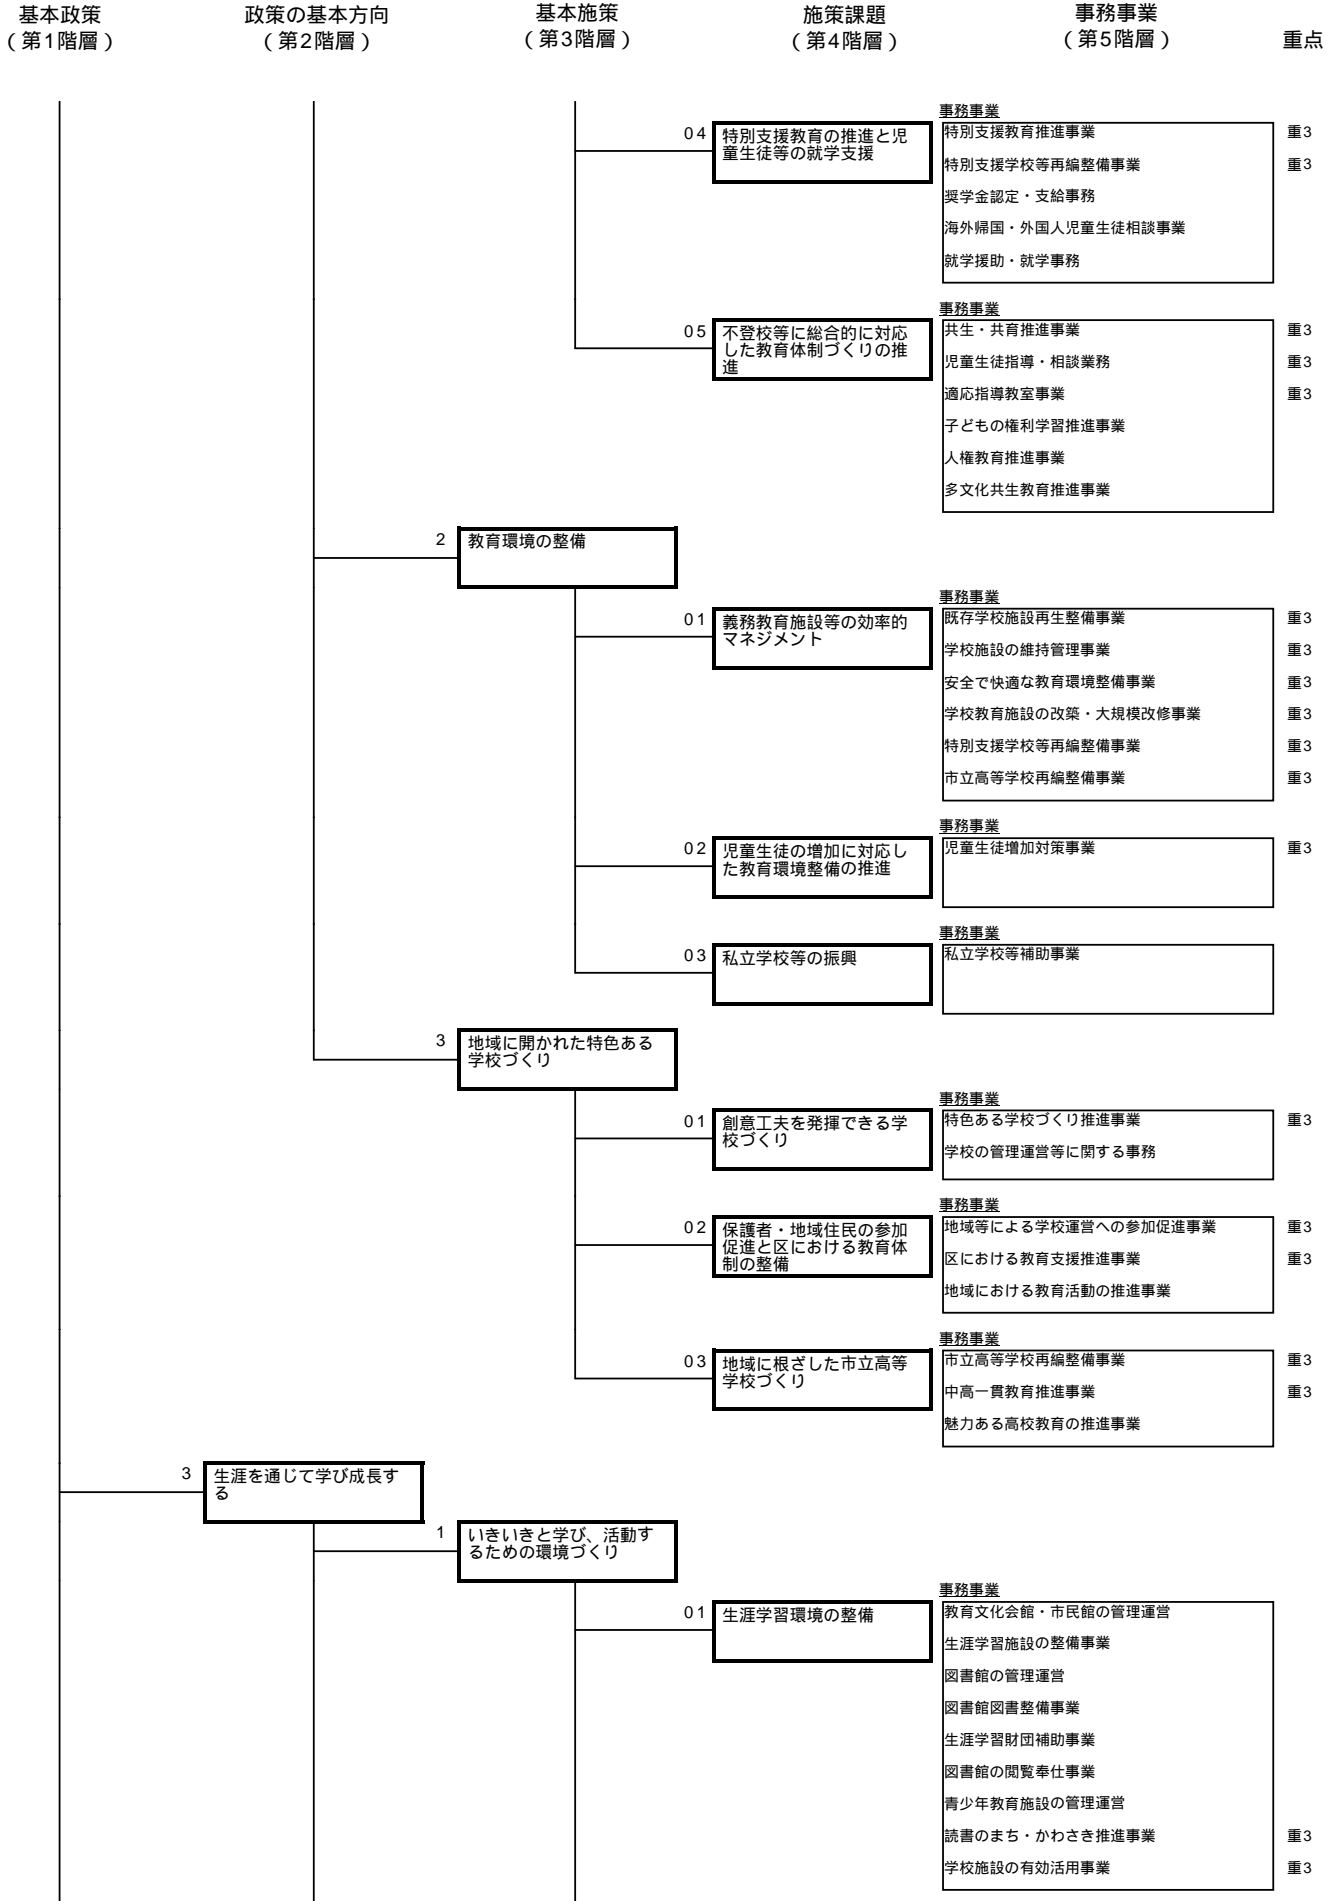 基本政策
（第1階層）
政策の基本方向
（第2階層）
基本施策
（第3階層）
施策課題
（第4階層）
事務事業
（第5階層）
重点
04
特別支援教育の推進と児
童生徒等の就学支援
事務事業
特別支援教育推進事業 重3
特別支援学校等再編整備事業 重3
奨学金認定・支給事務
海外帰国・外国人児童生徒相談事業
就学援助・就学事務
05
不登校等に総合的に対応
した教育体制づくりの推
進
事務事業
共生・共育推進事業 重3
児童生徒指導・相談業務 重3
適応指導教室事業 重3
子どもの権利学習推進事業
人権教育推進事業
多文化共生教育推進事業
2
教育環境の整備
01
義務教育施設等の効率的
マネジメント
事務事業
既存学校施設再生整備事業 重3
学校施設の維持管理事業 重3
安全で快適な教育環境整備事業 重3
学校教育施設の改築・大規模改修事業 重3
特別支援学校等再編整備事業 重3
市立高等学校再編整備事業 重3
02
児童生徒の増加に対応し
た教育環境整備の推進
事務事業
児童生徒増加対策事業 重3
03
私立学校等の振興
事務事業
私立学校等補助事業
3
地域に開かれた特色ある
学校づくり
01
創意工夫を発揮できる学
校づくり
事務事業
特色ある学校づくり推進事業 重3
学校の管理運営等に関する事務
02
保護者・地域住民の参加
促進と区における教育体
制の整備
事務事業
地域等による学校運営への参加促進事業 重3
区における教育支援推進事業 重3
地域における教育活動の推進事業
03
地域に根ざした市立高等
学校づくり
事務事業
市立高等学校再編整備事業 重3
中高一貫教育推進事業 重3
魅力ある高校教育の推進事業
3
生涯を通じて学び成長す
る
1
いきいきと学び、活動す
るための環境づくり
01
生涯学習環境の整備
事務事業
教育文化会館・市民館の管理運営
生涯学習施設の整備事業
図書館の管理運営
図書館図書整備事業
生涯学習財団補助事業
図書館の閲覧奉仕事業
青少年教育施設の管理運営
読書のまち・かわさき推進事業 重3
学校施設の有効活用事業 重3